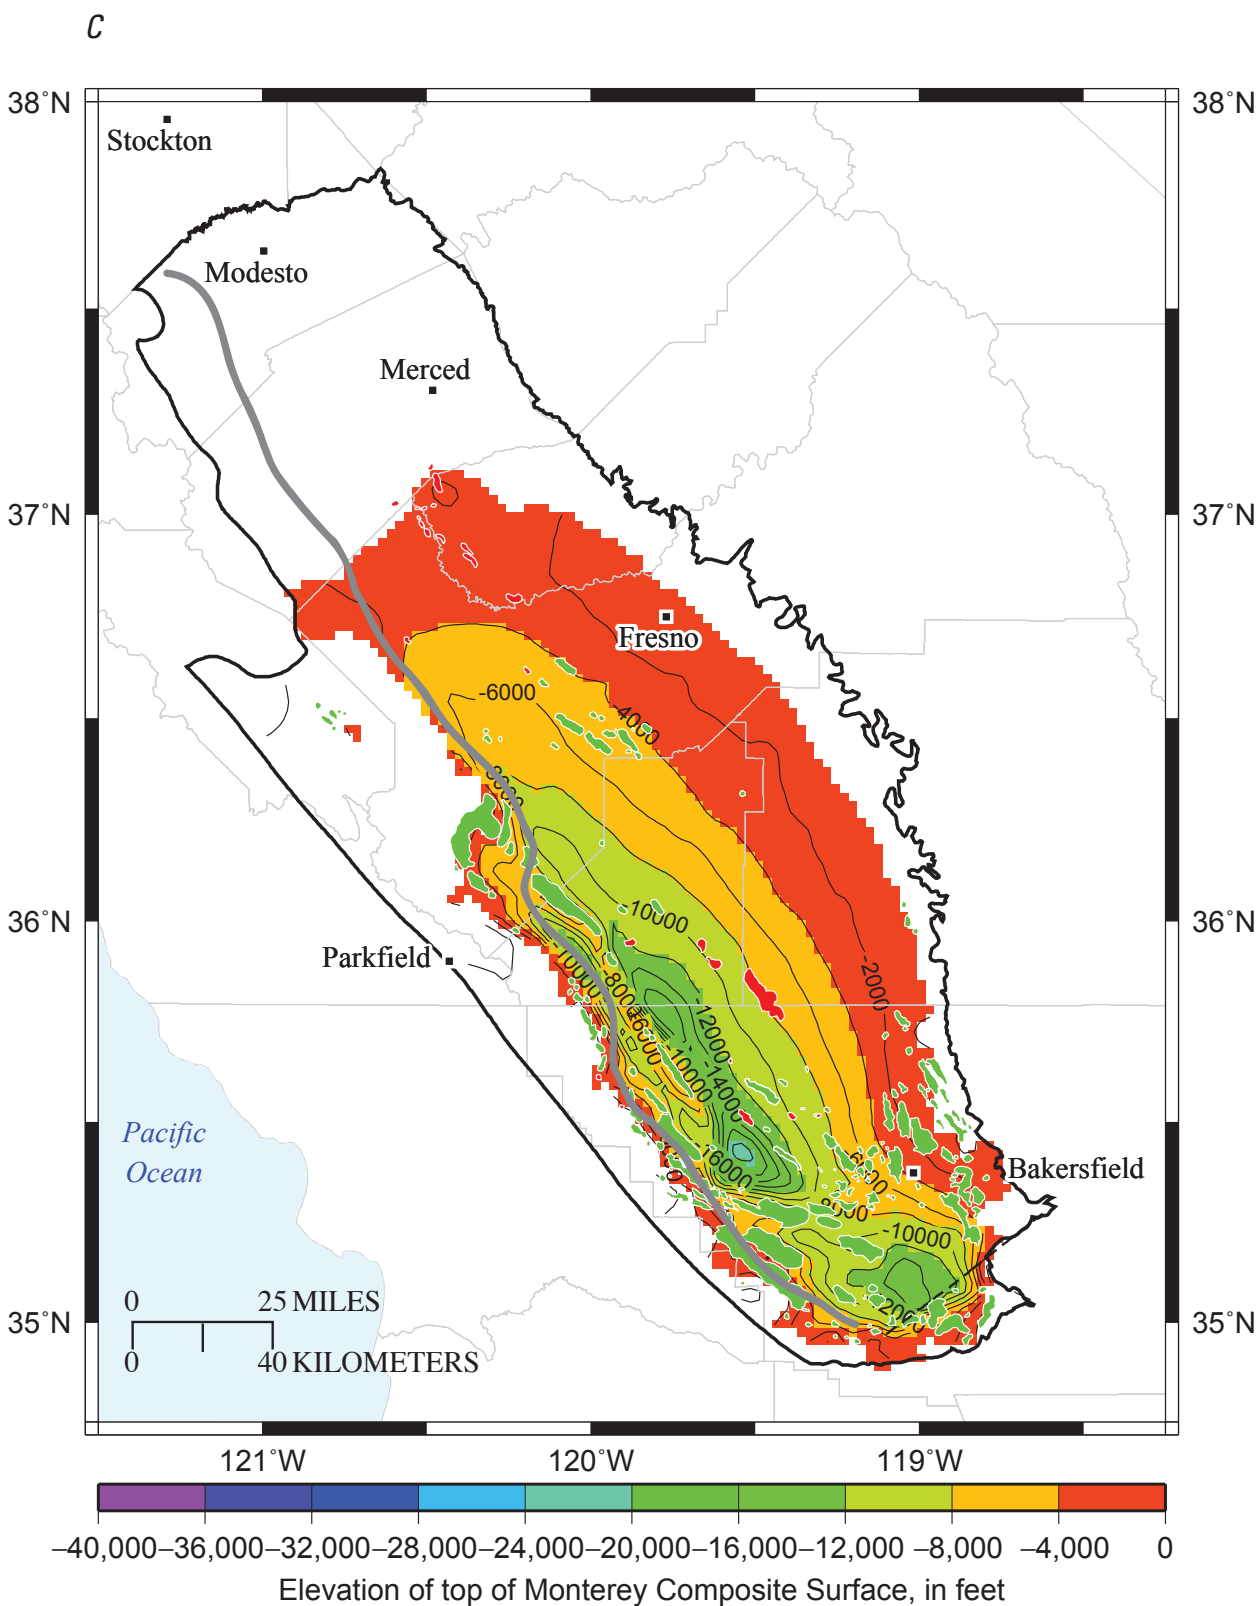 C
38°N
38°N
Stockton
Modesto
Merced
37°N
37°N
Fresno
-6000
-4000
-10000
36°N
36°N
Parkfield
-10000
-8000
-2000
-12000
-10000
-14000
Pacific
Ocean
-16000
Bakersfield
-10000
0
25 MILES
35°N
35°N
0
40 KILOMETERS
121°W
120°W
119°W
–40,000 –36,000 –32,000 –28,000 –24,000 –20,000 –16,000 –12,000 –8,000 –4,000 0
Elevation of top of Monterey Composite Surface, in feet